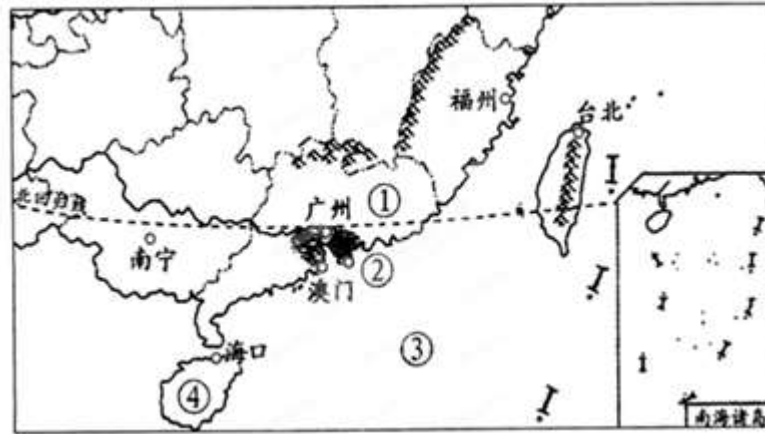 福州
台北
北回归线
广州
①
南宁
②
澳门
③
海口
④
南海诸岛